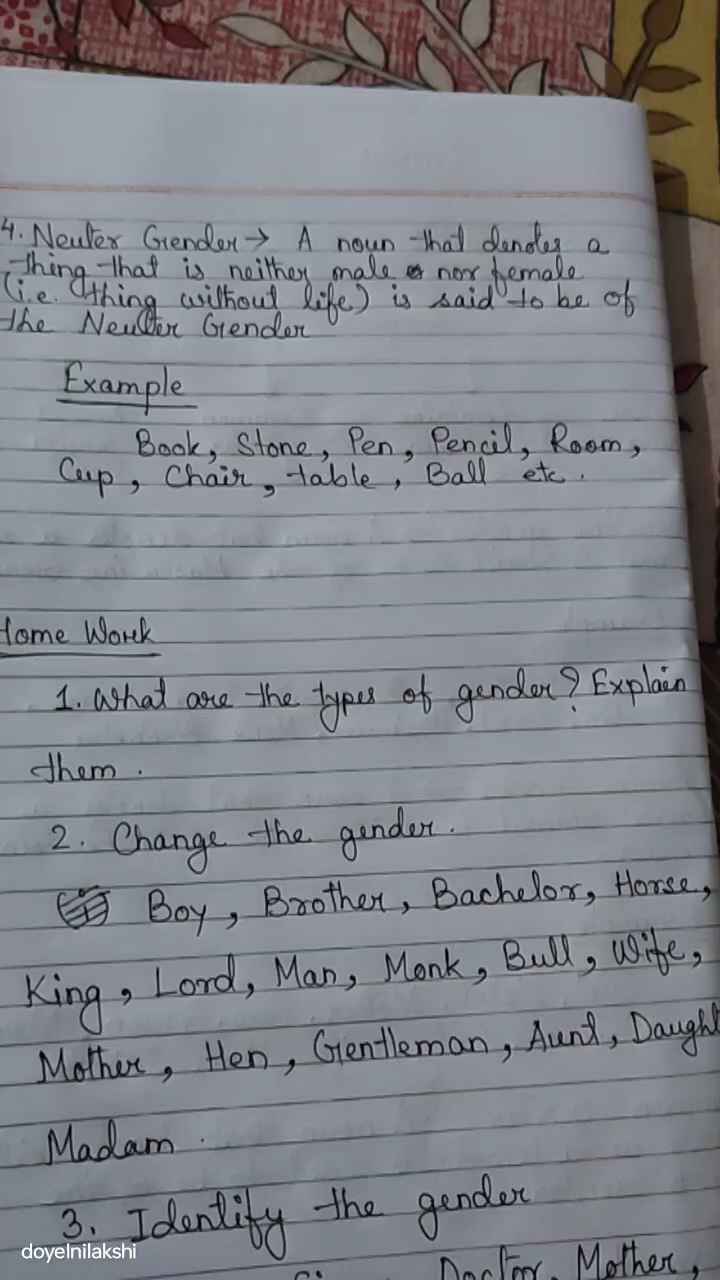 4. Neuter Gender → A noun that denotes a
thing that is neither male nor female
(i.e. thing without life) is said to be of
the Neuter Gender
Example
Book, Stone, Pen, Pencil, Room,
Cup, Chair, table, Ball etc.
Home Work
1. What are the types of gender? Explain
them.
2. Change the gender.
Boy, Brother, Bachelor, Horse,
King, Lord, Man, Monk, Bull, Wife,
Mother, Hen, Gentleman, Aunt, Daught
Madam.
3. Identify the gender
Doctor, Mother,
doyelnilakshi